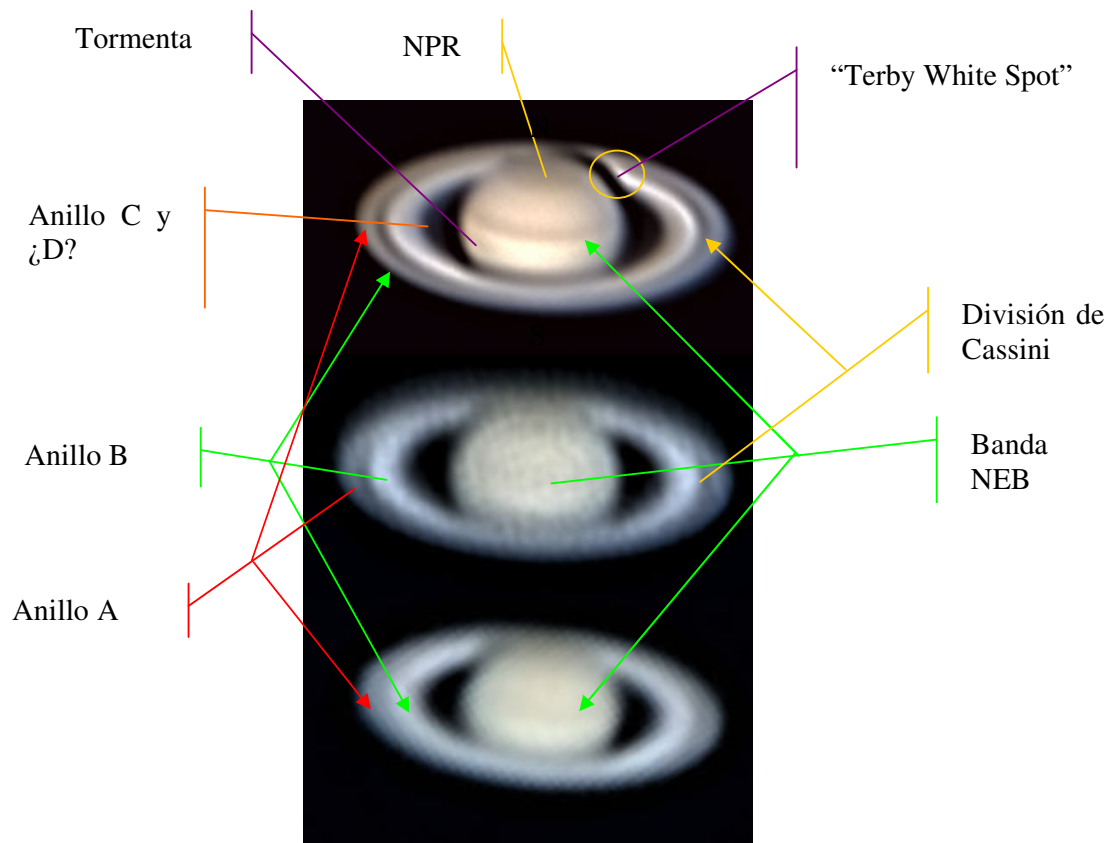 Tormenta
NPR
“Terby White Spot”
Anillo C y
¿D?
División de
Cassini
Anillo B
Banda
NEB
Anillo A